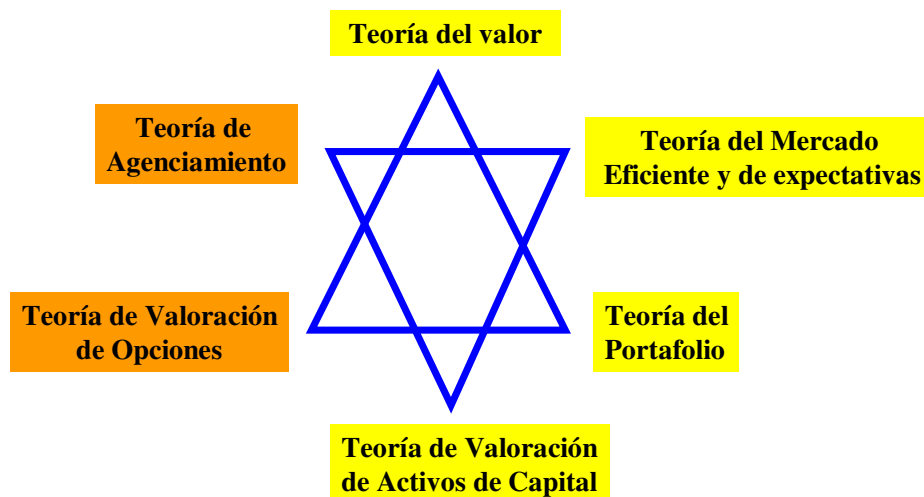 Teoría del valor
Teoría de
Agenciamiento
Teoría del Mercado
Eficiente y de expectativas
Teoría de Valoración
de Opciones
Teoría del
Portafolio
Teoría de Valoración
de Activos de Capital